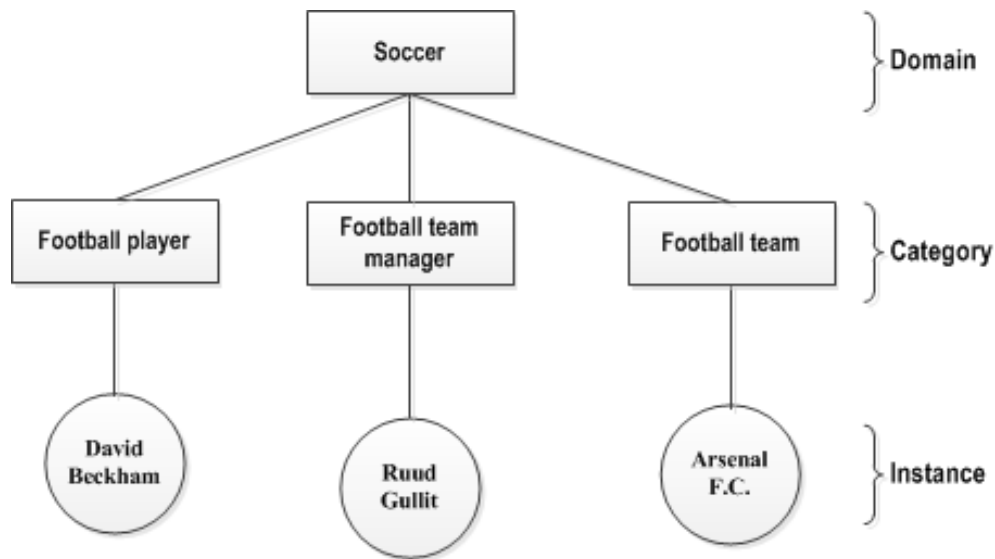 Soccer
Domain
Football player
Football team
manager
Football team
Category
David
Beckham
Ruud
Gullit
Arsenal
F.C.
Instance